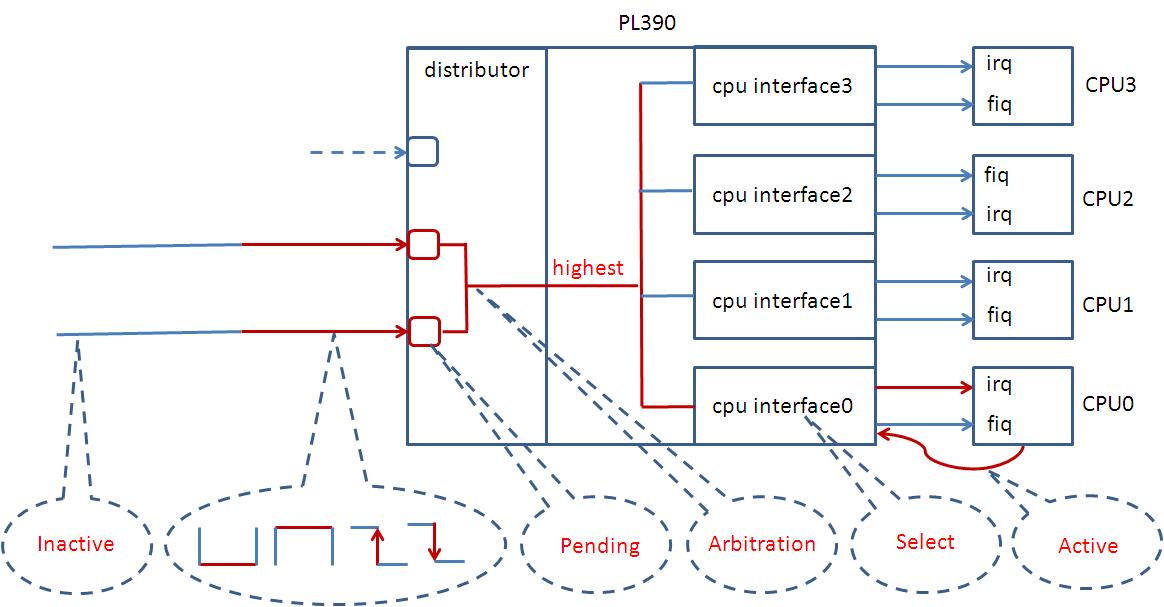 PL390
distributor
cpu interface3
irq
fiq
CPU3
cpu interface2
fiq
irq
CPU2
highest
cpu interface1
irq
fiq
CPU1
cpu interface0
irq
fiq
CPU0
Inactive
Pending
Arbitration
Select
Active